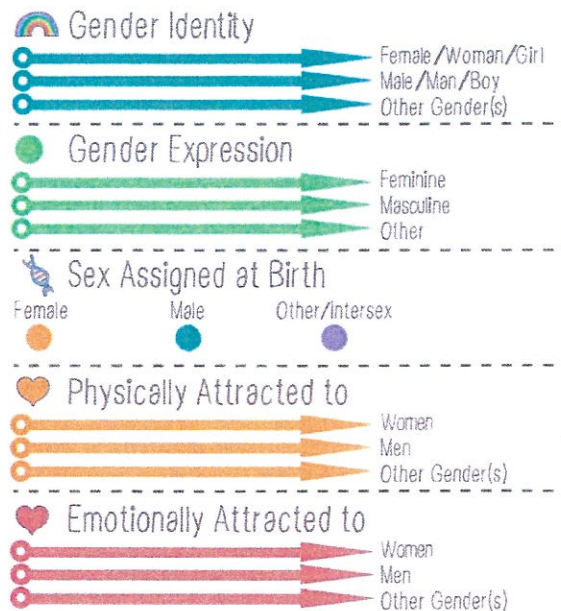 Gender Identity
Female/Woman/Girl
Male/Man/Boy
Other Gender(s)
Gender Expression
Feminine
Masculine
Other
Sex Assigned at Birth
Female Male Other/Intersex
Physically Attracted to
Women
Men
Other Gender(s)
Emotionally Attracted to
Women
Men
Other Gender(s)